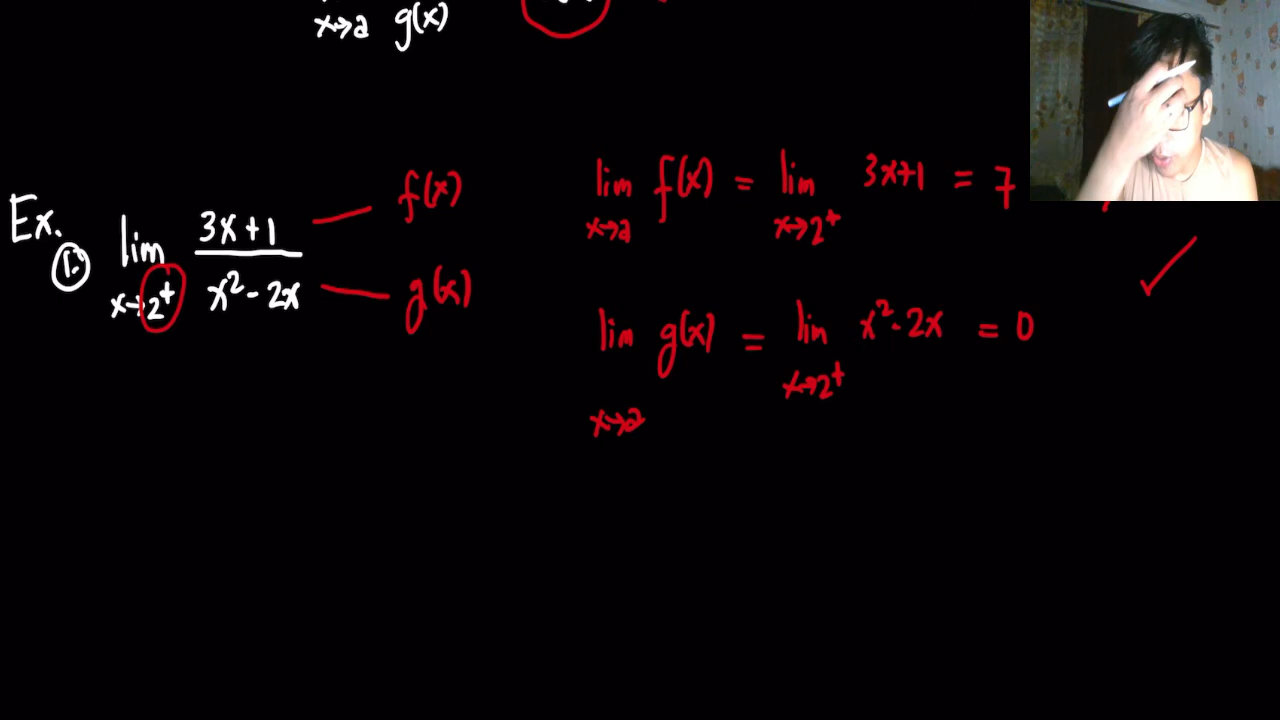 x→a g(x)
Ex.
1. lim x→2⁺ (3x+1)/(x²-2x)
f(x)
g(x)
lim x→a f(x) = lim x→2⁺ 3x+1 = 7
lim x→a g(x) = lim x→2⁺ x²-2x = 0